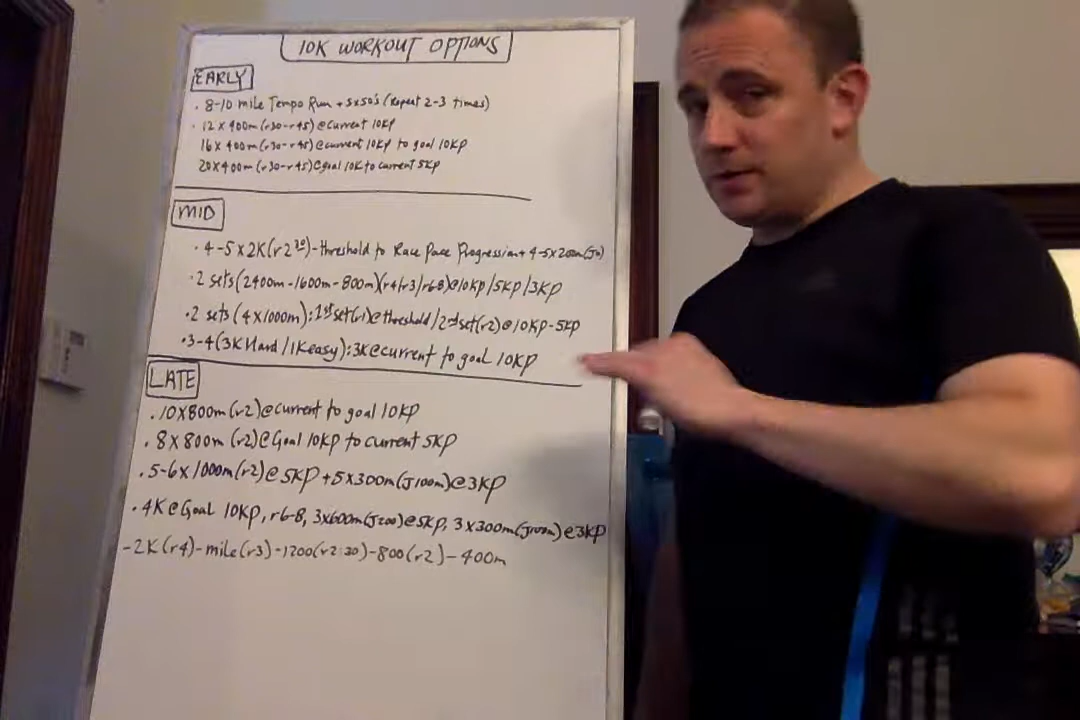 10K WORKOUT OPTIONS
EARLY
· 8-10 mile Tempo Run + 5x50's (Repeat 2-3 times)
· 12 x 400m (r30-r45) @ Current 10KP
16 x 400m (r30-r45) @ current 10KP to goal 10KP
20 x 400m (r30-r45) @ goal 10K to current 5KP
MID
· 4-5 x 2K (r2 30) - threshold to Race Pace Progression + 4-5 x 200m (J200)
· 2 sets (2400m-1600m-800m) (r4/r3/r6-8) @ 10KP/5KP/3KP
· 2 sets (4 x 1000m): 1st set (r1) @ threshold / 2nd set (r2) @ 10KP-5KP
· 3-4 (3K Hard / 1K easy): 3K @ current to goal 10KP
LATE
· 10 x 800m (r2) @ current to goal 10KP
· 8 x 800m (r2) @ Goal 10KP to current 5KP
· 5-6 x 1000m (r2) @ 5KP + 5 x 300m (J100m) @ 3KP
· 4K @ Goal 10KP, r6-8, 3x600m (J200) @ 5KP, 3 x 300m (J100m) @ 3KP
- 2K (r4) - mile (r3) - 1200 (r2:30) - 800 (r2) - 400m